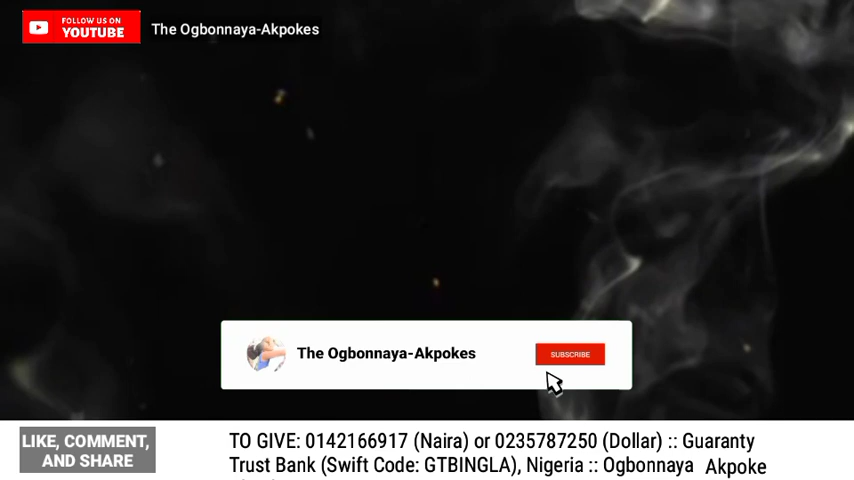 FOLLOW US ON
YOUTUBE
The Ogbonnaya-Akpokes
The Ogbonnaya-Akpokes
SUBSCRIBE
LIKE, COMMENT,
AND SHARE
TO GIVE: 0142166917 (Naira) or 0235787250 (Dollar) :: Guaranty
Trust Bank (Swift Code: GTBINGLA), Nigeria :: Ogbonnaya Akpoke